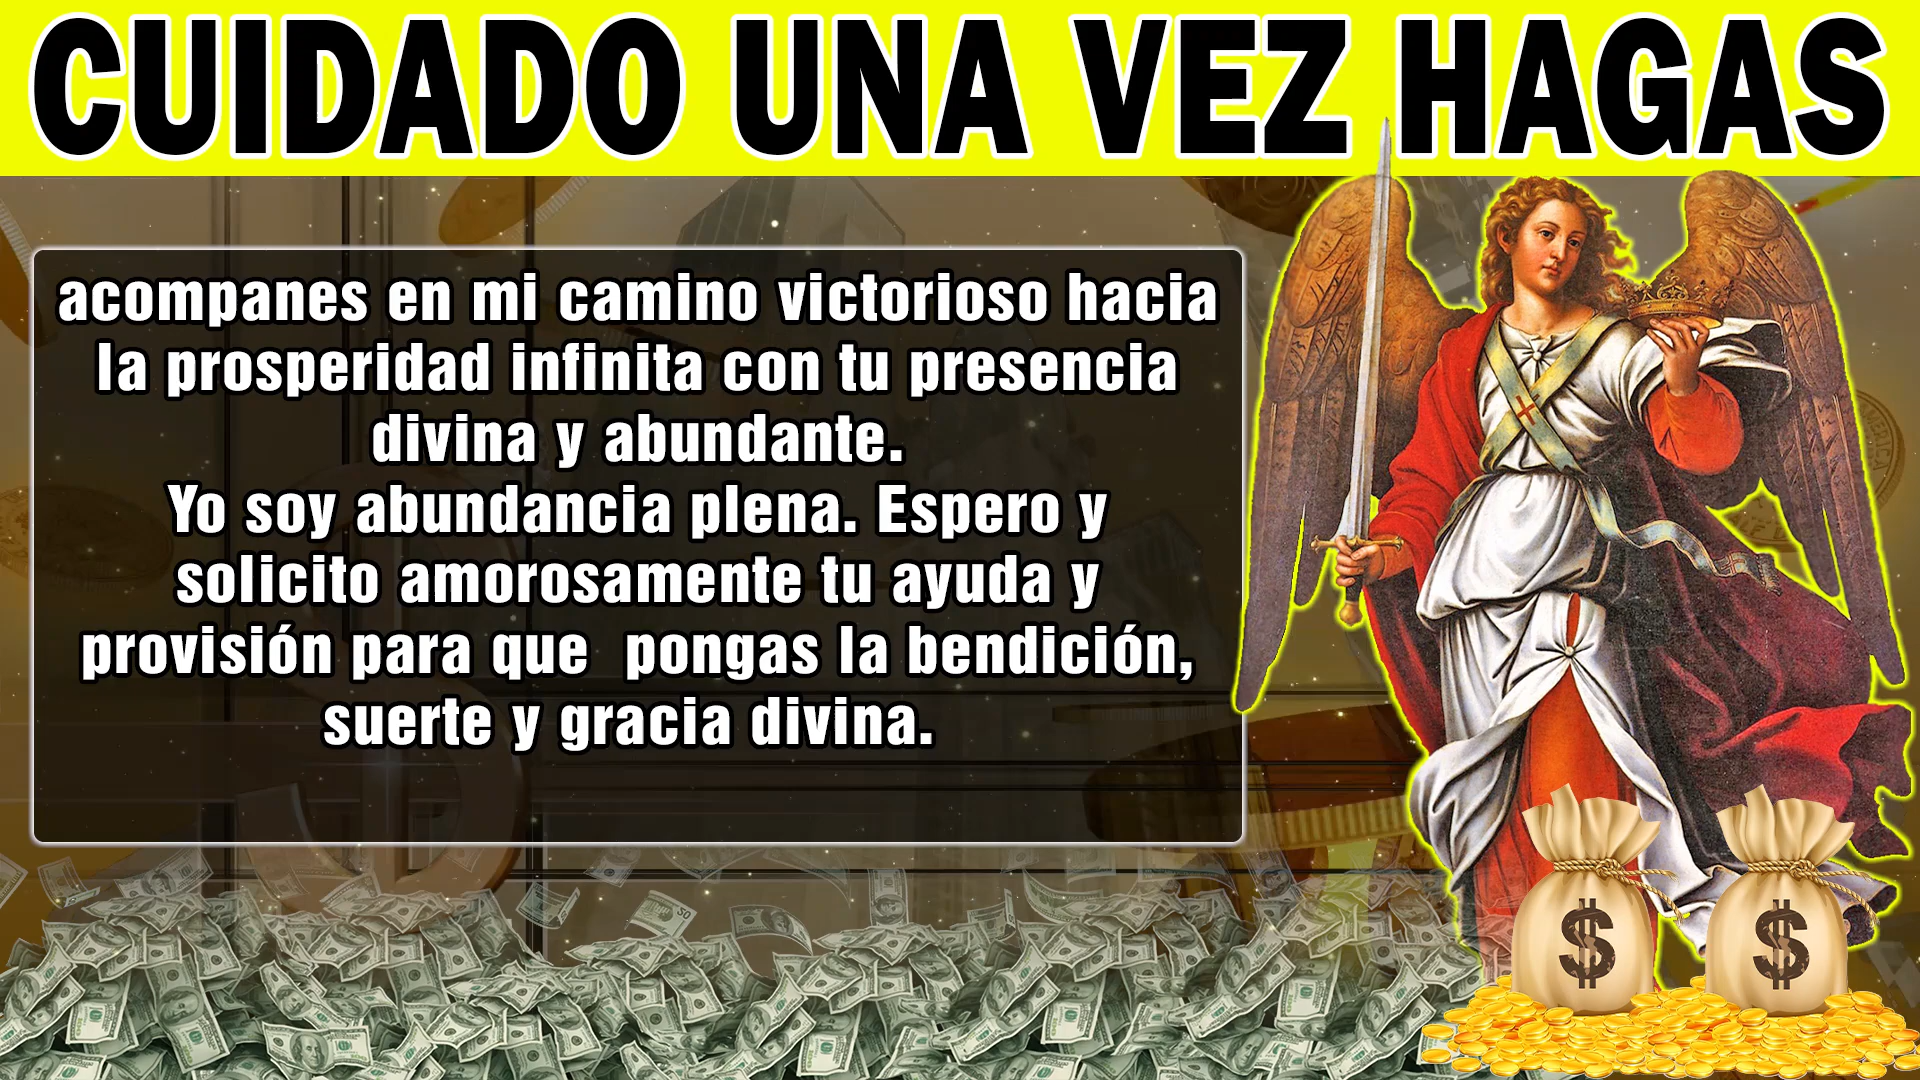 CUIDADO UNA VEZ HAGAS
acompanes en mi camino victorioso hacia
la prosperidad infinita con tu presencia
divina y abundante.
Yo soy abundancia plena. Espero y
solicito amorosamente tu ayuda y
provisión para que  pongas la bendición,
suerte y gracia divina.
$ $